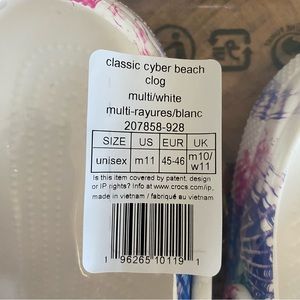 classic cyber beach
clog
multi/white
multi-rayures/blanc
207858-928
SIZE US EUR UK
unisex m11 45-46 m10/
w11
Is this item covered by patent. design
or IP rights? Info at www.crocs.com/ip,
made in vietnam / fabriqué au vietnam
1 96265 10119 1